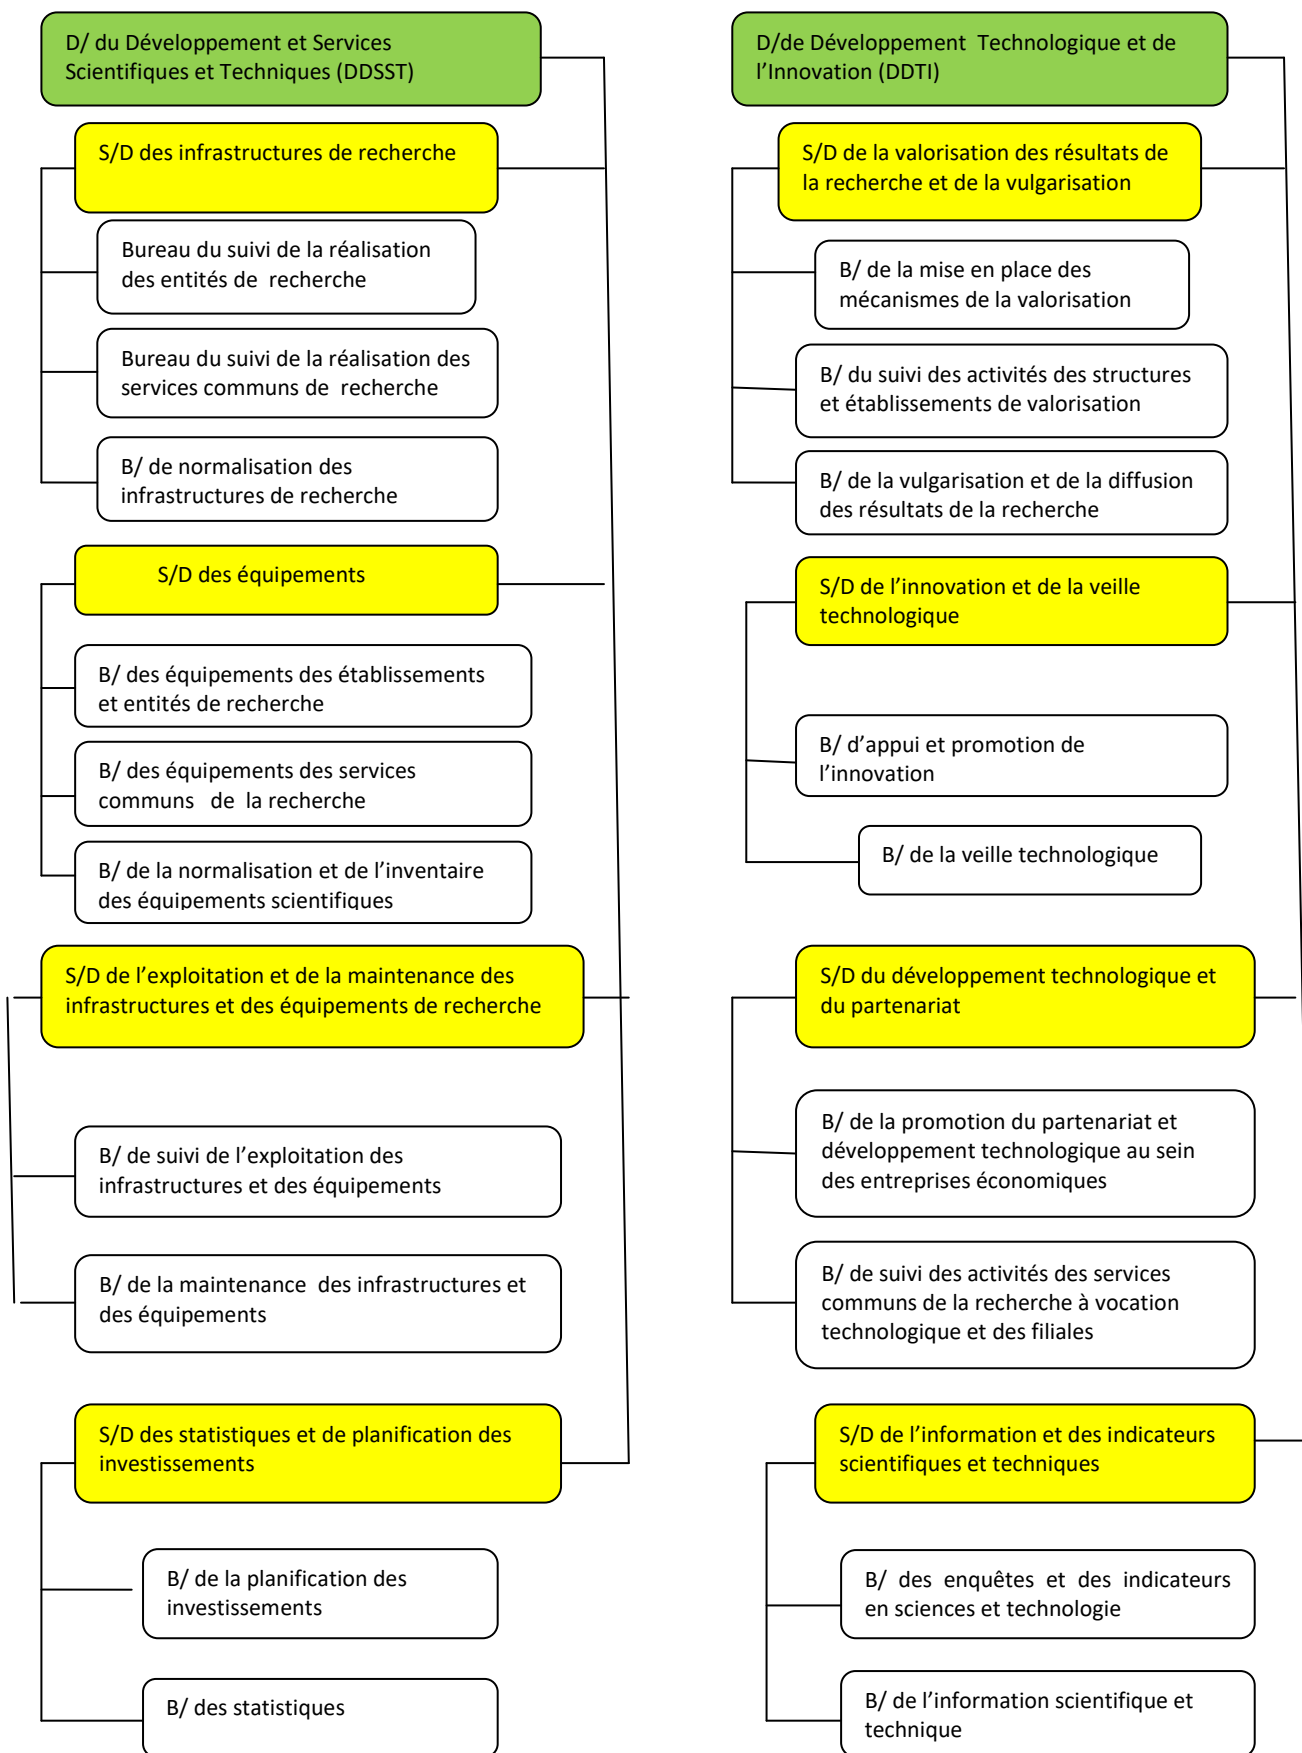 D/ du Développement et Services
Scientifiques et Techniques (DDSST)
S/D des infrastructures de recherche
Bureau du suivi de la réalisation
des entités de recherche
Bureau du suivi de la réalisation des
services communs de recherche
B/ de normalisation des
infrastructures de recherche
S/D des équipements
B/ des équipements des établissements
et entités de recherche
B/ des équipements des services
communs de la recherche
B/ de la normalisation et de l’inventaire
des équipements scientifiques
S/D de l’exploitation et de la maintenance des
infrastructures et des équipements de recherche
B/ de suivi de l’exploitation des
infrastructures et des équipements
B/ de la maintenance des infrastructures et
des équipements
S/D des statistiques et de planification des
investissements
B/ de la planification des
investissements
B/ des statistiques
D/de Développement Technologique et de
l’Innovation (DDTI)
S/D de la valorisation des résultats de
la recherche et de la vulgarisation
B/ de la mise en place des
mécanismes de la valorisation
B/ du suivi des activités des structures
et établissements de valorisation
B/ de la vulgarisation et de la diffusion
des résultats de la recherche
S/D de l’innovation et de la veille
technologique
B/ d’appui et promotion de
l’innovation
B/ de la veille technologique
S/D du développement technologique et
du partenariat
B/ de la promotion du partenariat et
développement technologique au sein
des entreprises économiques
B/ de suivi des activités des services
communs de la recherche à vocation
technologique et des filiales
S/D de l’information et des indicateurs
scientifiques et techniques
B/ des enquêtes et des indicateurs
en sciences et technologie
B/ de l’information scientifique et
technique